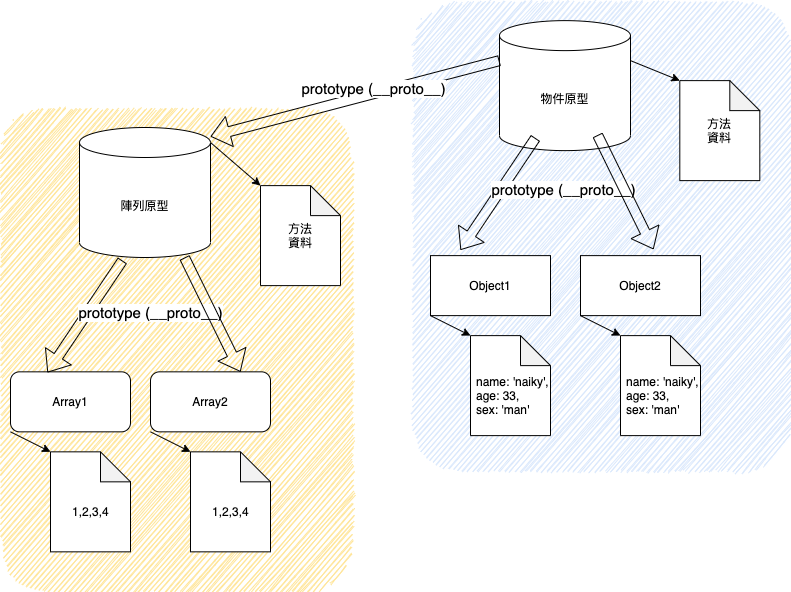 prototype (__proto__)
物件原型
方法
資料
prototype (__proto__)
陣列原型
方法
資料
Object1
Object2
prototype (__proto__)
name: 'naiky',
age: 33,
sex: 'man'
name: 'naiky',
age: 33,
sex: 'man'
Array1
Array2
1,2,3,4
1,2,3,4